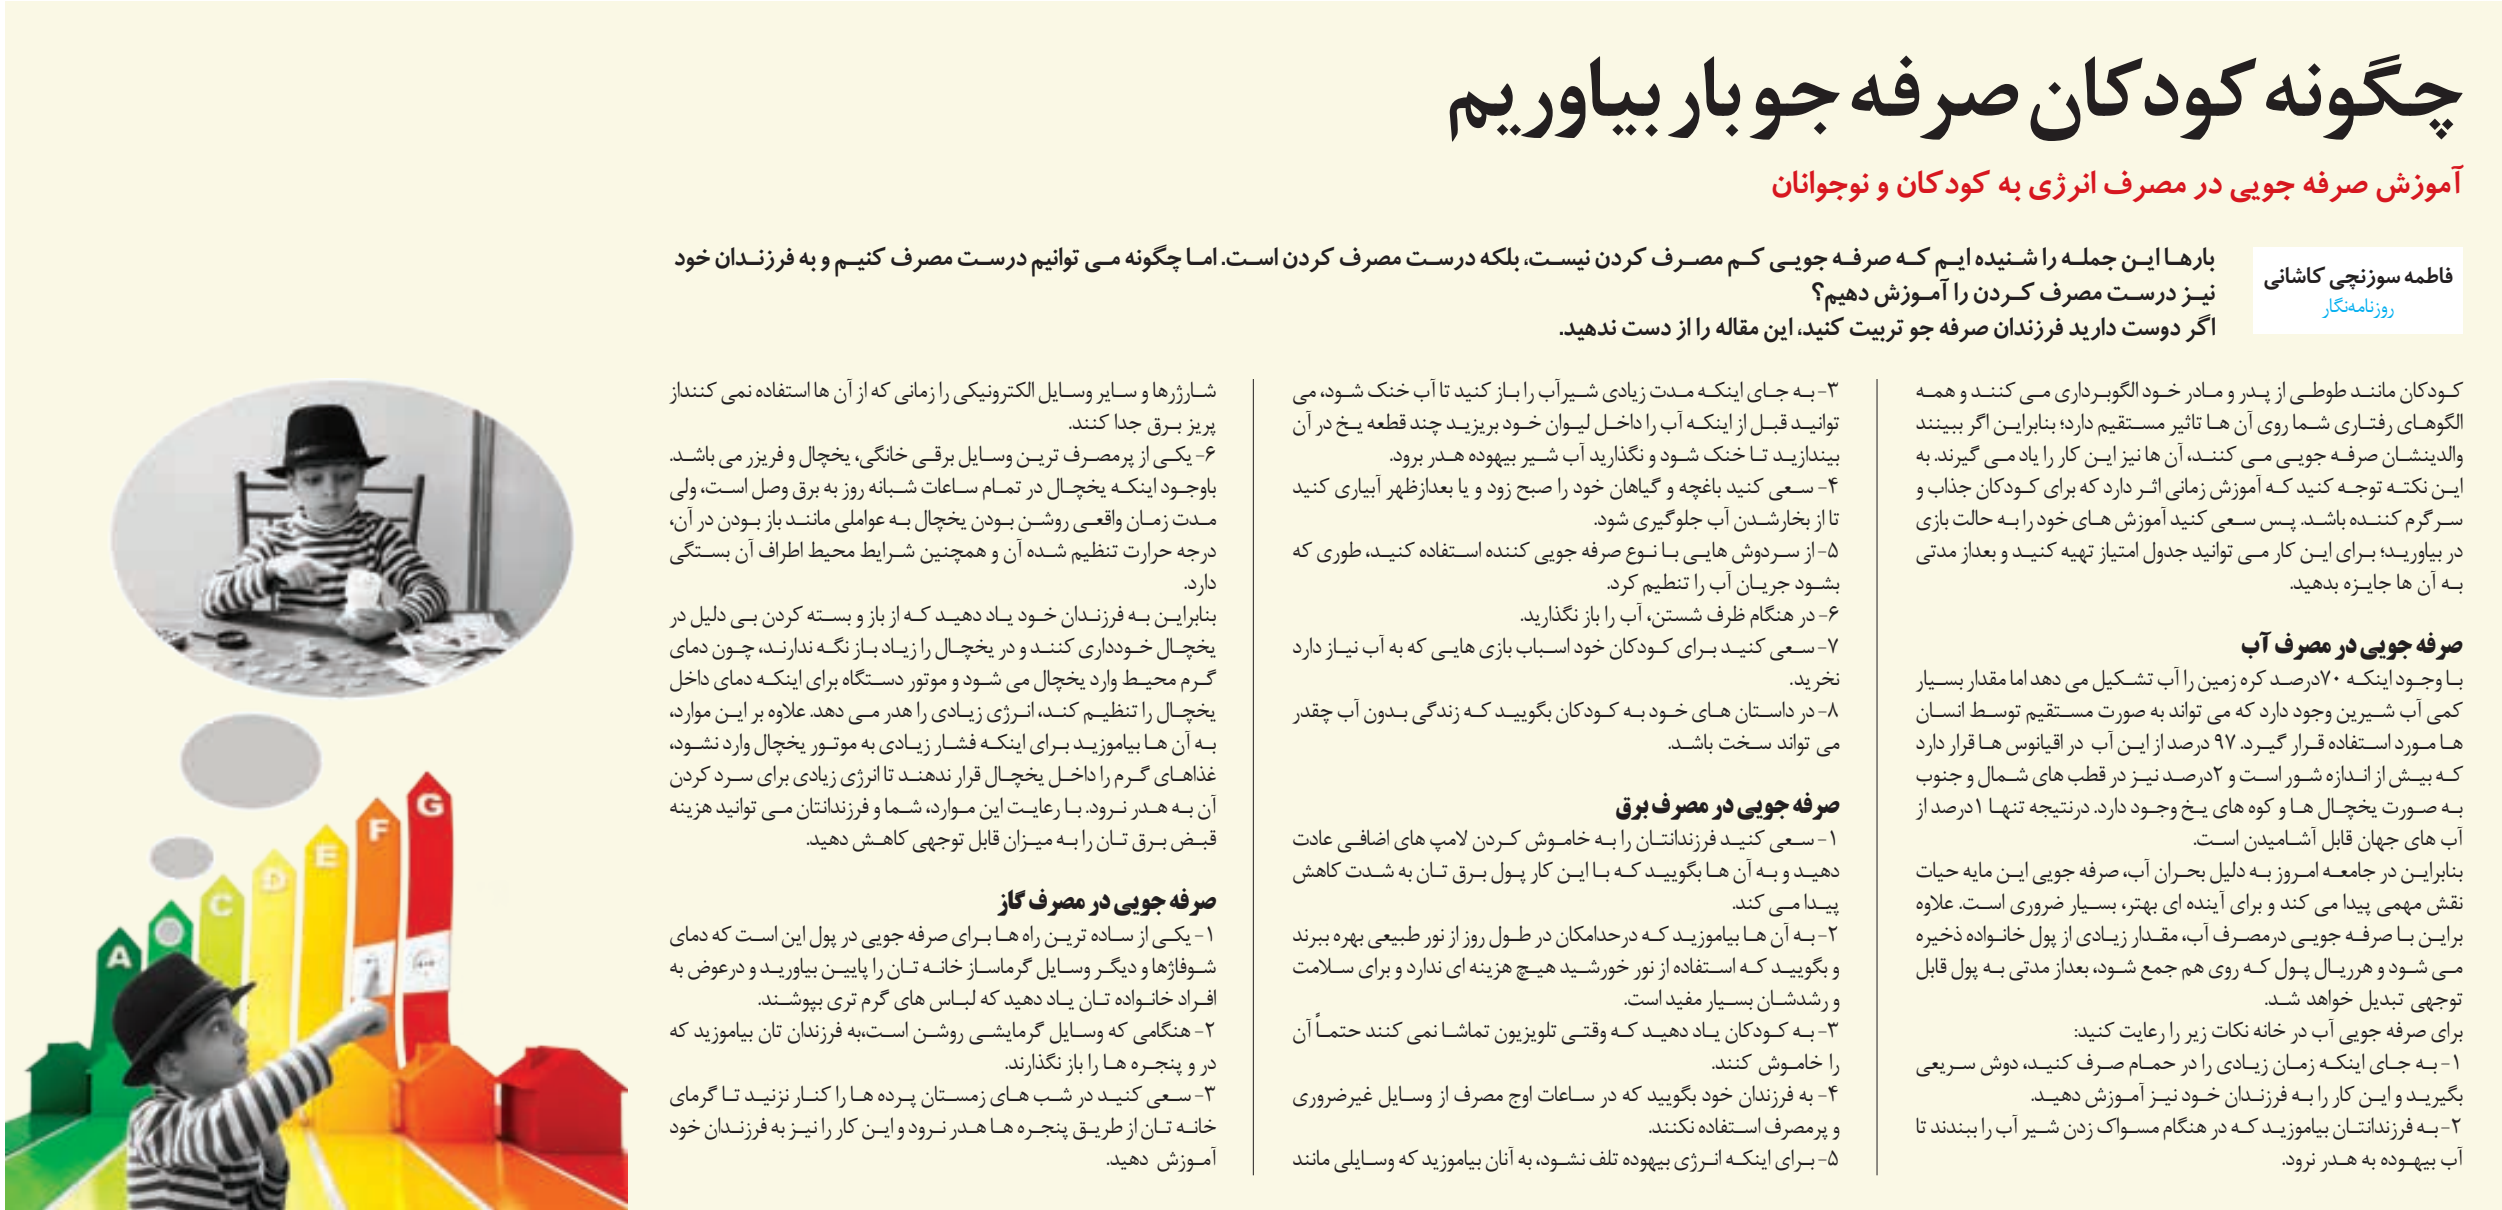 چگونه کودکان صرفه جو بار بیاوریم
آموزش صرفه جویی در مصرف انرژی به کودکان و نوجوانان
فاطمه سوزنچی کاشانی
روزنامه‌نگار
بارها این جمله را شنیده ایم که صرفه جویی کم مصرف کردن نیست، بلکه درست مصرف کردن است. اما چگونه می توانیم درست مصرف کنیم و به فرزندان خود
نیز درست مصرف کردن را آموزش دهیم؟
اگر دوست دارید فرزندان صرفه جو تربیت کنید، این مقاله را از دست ندهید.
کودکان مانند طوطی از پدر و مادر خود الگوبرداری می کنند و همه
الگوهای رفتاری شما روی آن ها تاثیر مستقیم دارد؛ بنابراین اگر ببینند
والدینشان صرفه جویی می کنند، آن ها نیز این کار را یاد می گیرند. به
این نکته توجه کنید که آموزش زمانی اثر دارد که برای کودکان جذاب و
سرگرم کننده باشد. پس سعی کنید آموزش های خود را به حالت بازی
در بیاورید؛ برای این کار می توانید جدول امتیاز تهیه کنید و بعداز مدتی
به آن ها جایزه بدهید.
صرفه جویی در مصرف آب
با وجود اینکه ۷۰درصد کره زمین را آب تشکیل می دهد اما مقدار بسیار
کمی آب شیرین وجود دارد که می تواند به صورت مستقیم توسط انسان
ها مورد استفاده قرار گیرد. ۹۷ درصد از این آب در اقیانوس ها قرار دارد
که بیش از اندازه شور است و ۲درصد نیز در قطب های شمال و جنوب
به صورت یخچال ها و کوه های یخ وجود دارد. درنتیجه تنها ۱درصد از
آب های جهان قابل آشامیدن است.
بنابراین در جامعه امروز به دلیل بحران آب، صرفه جویی این مایه حیات
نقش مهمی پیدا می کند و برای آینده ای بهتر، بسیار ضروری است. علاوه
براین با صرفه جویی درمصرف آب، مقدار زیادی از پول خانواده ذخیره
می شود و هرریال پول که روی هم جمع شود، بعداز مدتی به پول قابل
توجهی تبدیل خواهد شد.
برای صرفه جویی آب در خانه نکات زیر را رعایت کنید:
۱- به جای اینکه زمان زیادی را در حمام صرف کنید، دوش سریعی
بگیرید و این کار را به فرزندان خود نیز آموزش دهید.
۲- به فرزندانتان بیاموزید که در هنگام مسواک زدن شیر آب را ببندند تا
آب بیهوده به هدر نرود.
۳- به جای اینکه مدت زیادی شیرآب را باز کنید تا آب خنک شود، می
توانید قبل از اینکه آب را داخل لیوان خود بریزید چند قطعه یخ در آن
بیندازید تا خنک شود و نگذارید آب شیر بیهوده هدر برود.
۴- سعی کنید باغچه و گیاهان خود را صبح زود و یا بعدازظهر آبیاری کنید
تا از بخارشدن آب جلوگیری شود.
۵- از سردوش هایی با نوع صرفه جویی کننده استفاده کنید، طوری که
بشود جریان آب را تنطیم کرد.
۶- در هنگام ظرف شستن، آب را باز نگذارید.
۷- سعی کنید برای کودکان خود اسباب بازی هایی که به آب نیاز دارد
نخرید.
۸- در داستان های خود به کودکان بگویید که زندگی بدون آب چقدر
می تواند سخت باشد.
صرفه جویی در مصرف برق
۱- سعی کنید فرزندانتان را به خاموش کردن لامپ های اضافی عادت
دهید و به آن ها بگویید که با این کار پول برق تان به شدت کاهش
پیدا می کند.
۲- به آن ها بیاموزید که درحدامکان در طول روز از نور طبیعی بهره ببرند
و بگویید که استفاده از نور خورشید هیچ هزینه ای ندارد و برای سلامت
و رشدشان بسیار مفید است.
۳- به کودکان یاد دهید که وقتی تلویزیون تماشا نمی کنند حتماً آن
را خاموش کنند.
۴- به فرزندان خود بگویید که در ساعات اوج مصرف از وسایل غیرضروری
و پرمصرف استفاده نکنند.
۵- برای اینکه انرژی بیهوده تلف نشود، به آنان بیاموزید که وسایلی مانند
شارژرها و سایر وسایل الکترونیکی را زمانی که از آن ها استفاده نمی کننداز
پریز برق جدا کنند.
۶- یکی از پرمصرف ترین وسایل برقی خانگی، یخچال و فریزر می باشد.
باوجود اینکه یخچال در تمام ساعات شبانه روز به برق وصل است، ولی
مدت زمان واقعی روشن بودن یخچال به عواملی مانند باز بودن در آن،
درجه حرارت تنظیم شده آن و همچنین شرایط محیط اطراف آن بستگی
دارد.
بنابراین به فرزندان خود یاد دهید که از باز و بسته کردن بی دلیل در
یخچال خودداری کنند و در یخچال را زیاد باز نگه ندارند، چون دمای
گرم محیط وارد یخچال می شود و موتور دستگاه برای اینکه دمای داخل
یخچال را تنظیم کند، انرژی زیادی را هدر می دهد. علاوه بر این موارد،
به آن ها بیاموزید برای اینکه فشار زیادی به موتور یخچال وارد نشود،
غذاهای گرم را داخل یخچال قرار ندهند تا انرژی زیادی برای سرد کردن
آن به هدر نرود. با رعایت این موارد، شما و فرزندانتان می توانید هزینه
قبض برق تان را به میزان قابل توجهی کاهش دهید.
صرفه جویی در مصرف گاز
۱- یکی از ساده ترین راه ها برای صرفه جویی در پول این است که دمای
شوفاژها و دیگر وسایل گرماساز خانه تان را پایین بیاورید و درعوض به
افراد خانواده تان یاد دهید که لباس های گرم تری بپوشند.
۲- هنگامی که وسایل گرمایشی روشن است،به فرزندان تان بیاموزید که
در و پنجره ها را باز نگذارند.
۳- سعی کنید در شب های زمستان پرده ها را کنار نزنید تا گرمای
خانه تان از طریق پنجره ها هدر نرود و این کار را نیز به فرزندان خود
آموزش دهید.
A
C
D
E
F
G